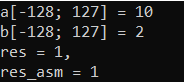 a[-128; 127] = 10
b[-128; 127] = 2
res = 1,
res_asm = 1